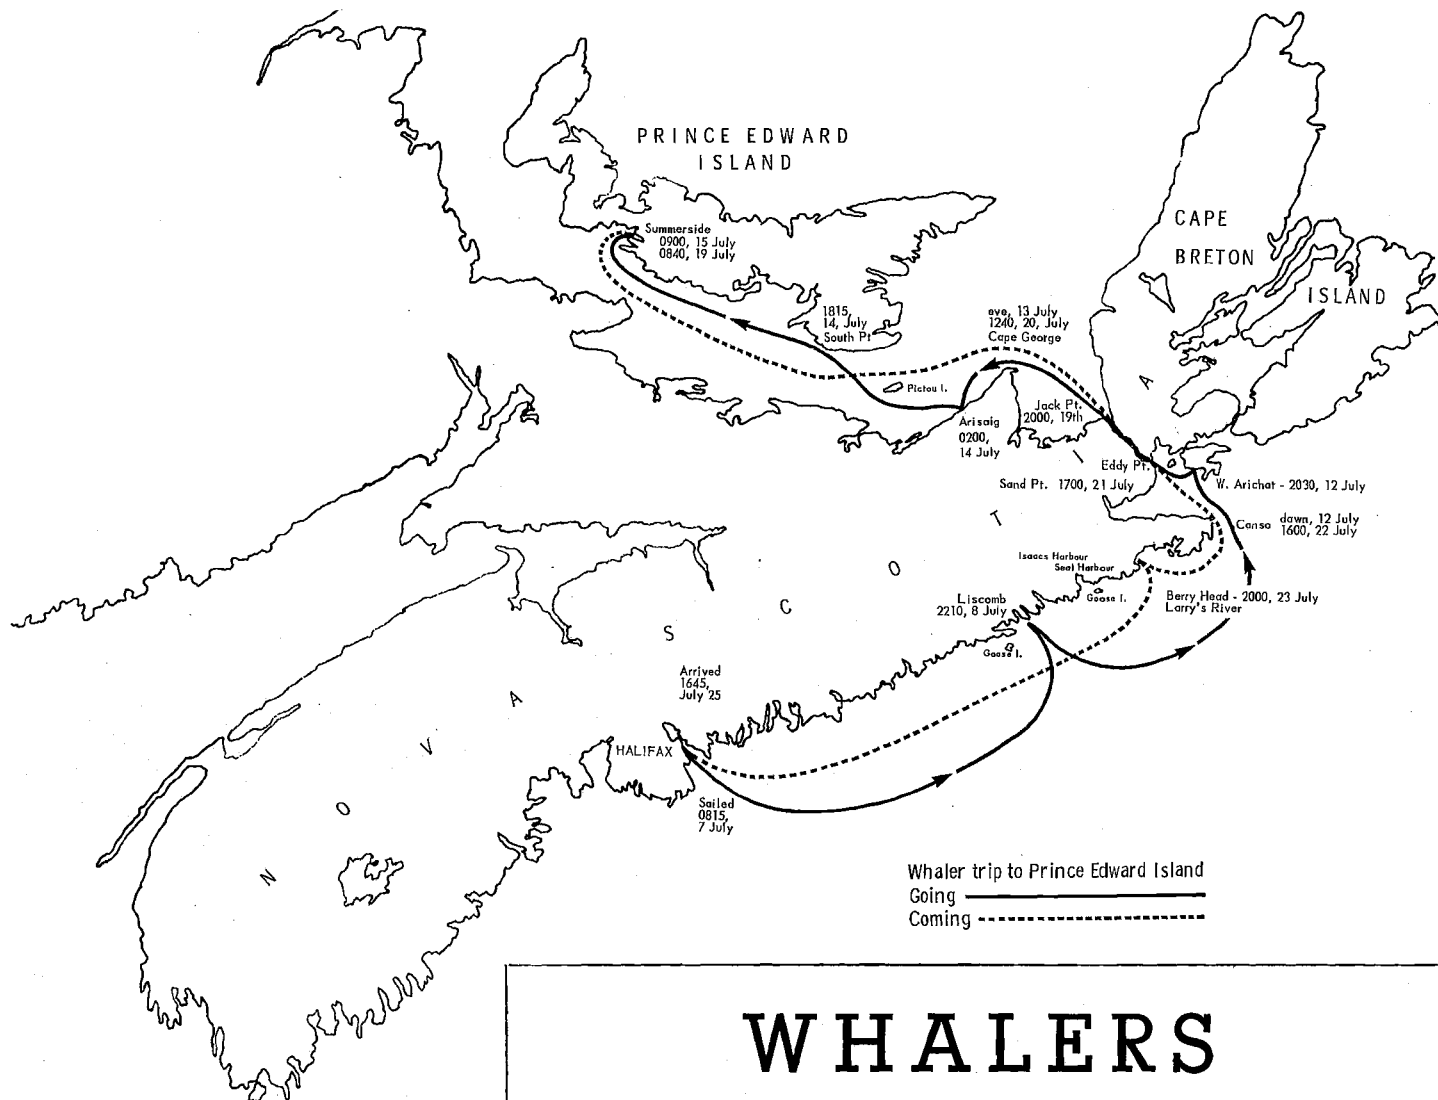 PRINCE EDWARD
ISLAND
CAPE
BRETON
ISLAND
Summerside
0900, 15 July
0840, 19 July
1815,
14, July
South Pt
eve, 13 July
1240, 20, July
Cape George
Pictou I.
Arisaig
0200,
14 July
Jack Pt.
2000, 19th
Eddy Pt.
Sand Pt. 1700, 21 July
W. Arichat - 2030, 12 July
Canso dawn, 12 July
1600, 22 July
Isaacs Harbour
Seal Harbour
Goose I.
Berry Head - 2000, 23 July
Larry's River
Liscomb
2210, 8 July
Goose I.
NOVA SCOTIA
Arrived
1645,
July 25
HALIFAX
Sailed
0815,
7 July
Whaler trip to Prince Edward Island
Going
Coming
WHALERS